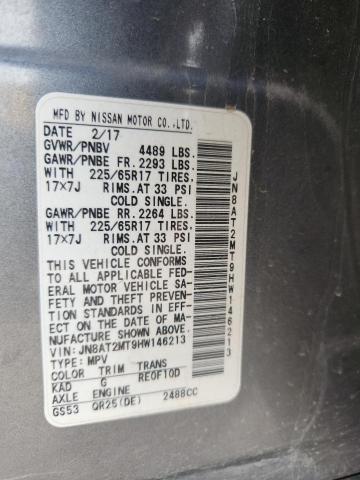 MFD BY NISSAN MOTOR CO.,LTD.
DATE 2/17
GVWR/PNBV 4489 LBS.
GAWR/PNBE FR. 2293 LBS.
WITH 225/65R17 TIRES.
17×7J RIMS.AT 33 PSI
COLD SINGLE.
GAWR/PNBE RR. 2264 LBS.
WITH 225/65R17 TIRES.
17×7J RIMS.AT 33 PSI
COLD SINGLE.
THIS VEHICLE CONFORMS
TO ALL APPLICABLE FED-
ERAL MOTOR VEHICLE SA-
FETY AND THEFT PREVEN-
TION STANDARDS IN EFF-
ECT ON THE DATE OF MA-
NUFACTURE SHOWN ABOVE.
VIN:JN8AT2MT9HW146213
TYPE:MPV
COLOR TRIM TRANS
KAD G RE0F10D
AXLE ENGINE
GS53 QR25(DE) 2488CC
JN8AT2MT9HW146213